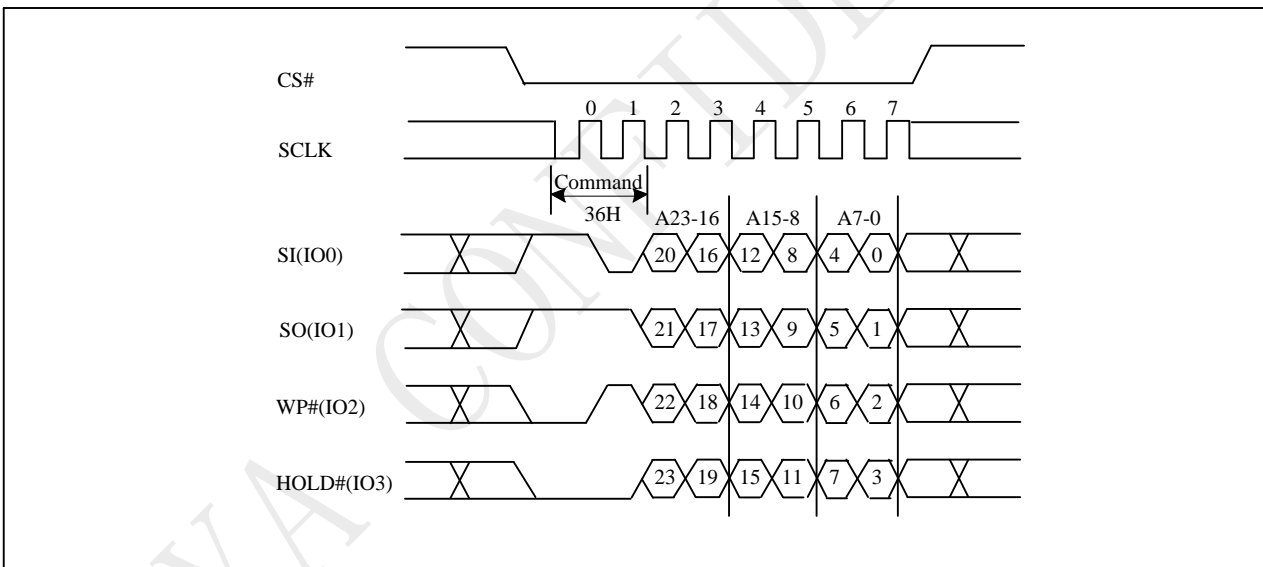 CS#
0 1 2 3 4 5 6 7
SCLK
Command
36H
A23-16 A15-8 A7-0
SI(IO0) 20 16 12 8 4 0
SO(IO1) 21 17 13 9 5 1
WP#(IO2) 22 18 14 10 6 2
HOLD#(IO3) 23 19 15 11 7 3